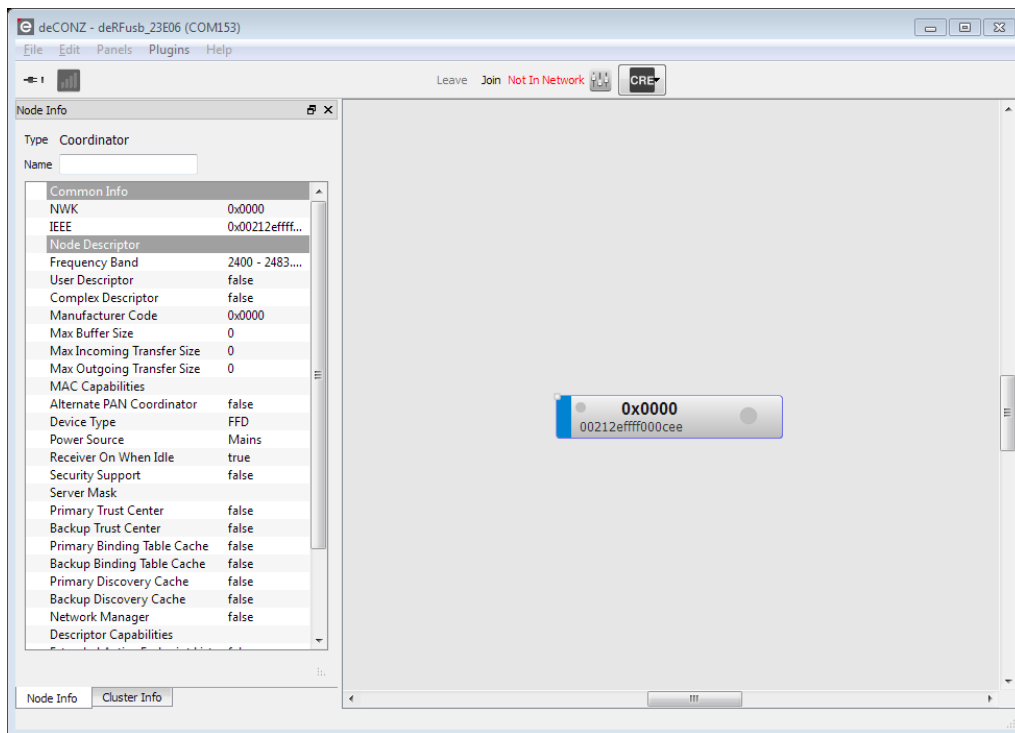 deCONZ - deRFusb_23E06 (COM153)
File Edit Panels Plugins Help
Leave Join Not In Network CRE
Node Info
Type Coordinator
Name
Common Info
NWK 0x0000
IEEE 0x00212effff...
Node Descriptor
Frequency Band 2400 - 2483....
User Descriptor false
Complex Descriptor false
Manufacturer Code 0x0000
Max Buffer Size 0
Max Incoming Transfer Size 0
Max Outgoing Transfer Size 0
MAC Capabilities
Alternate PAN Coordinator false
Device Type FFD
Power Source Mains
Receiver On When Idle true
Security Support false
Server Mask
Primary Trust Center false
Backup Trust Center false
Primary Binding Table Cache false
Backup Binding Table Cache false
Primary Discovery Cache false
Backup Discovery Cache false
Network Manager false
Descriptor Capabilities
0x0000
00212effff000cee
Node Info Cluster Info